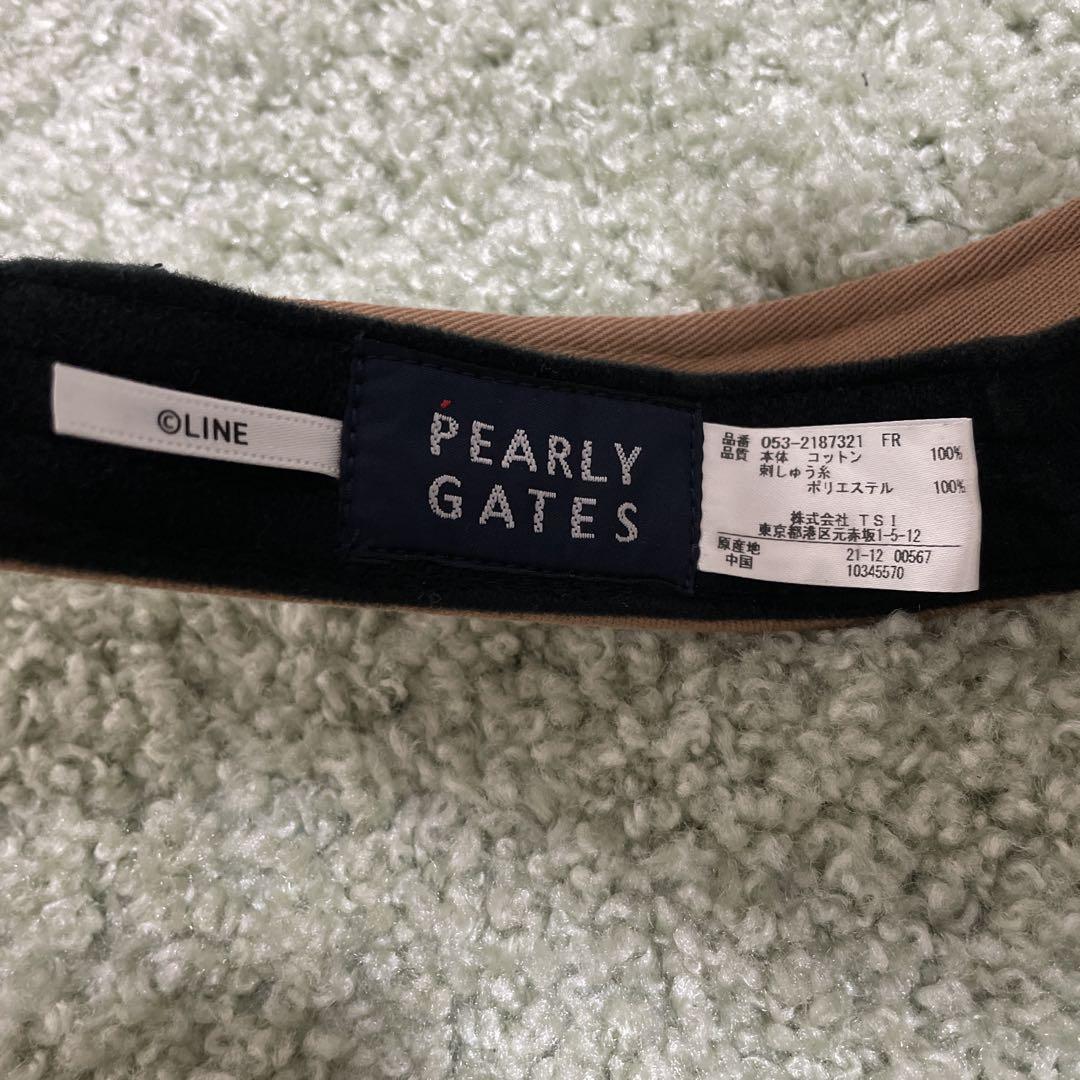 ©LINE
PEARLY
GATES
品番 053-2187321 FR
品質 本体 コットン 100%
刺しゅう糸
ポリエステル 100%
株式会社 TSI
東京都港区元赤坂1-5-12
原産地 21-12 00567
中国 10345570